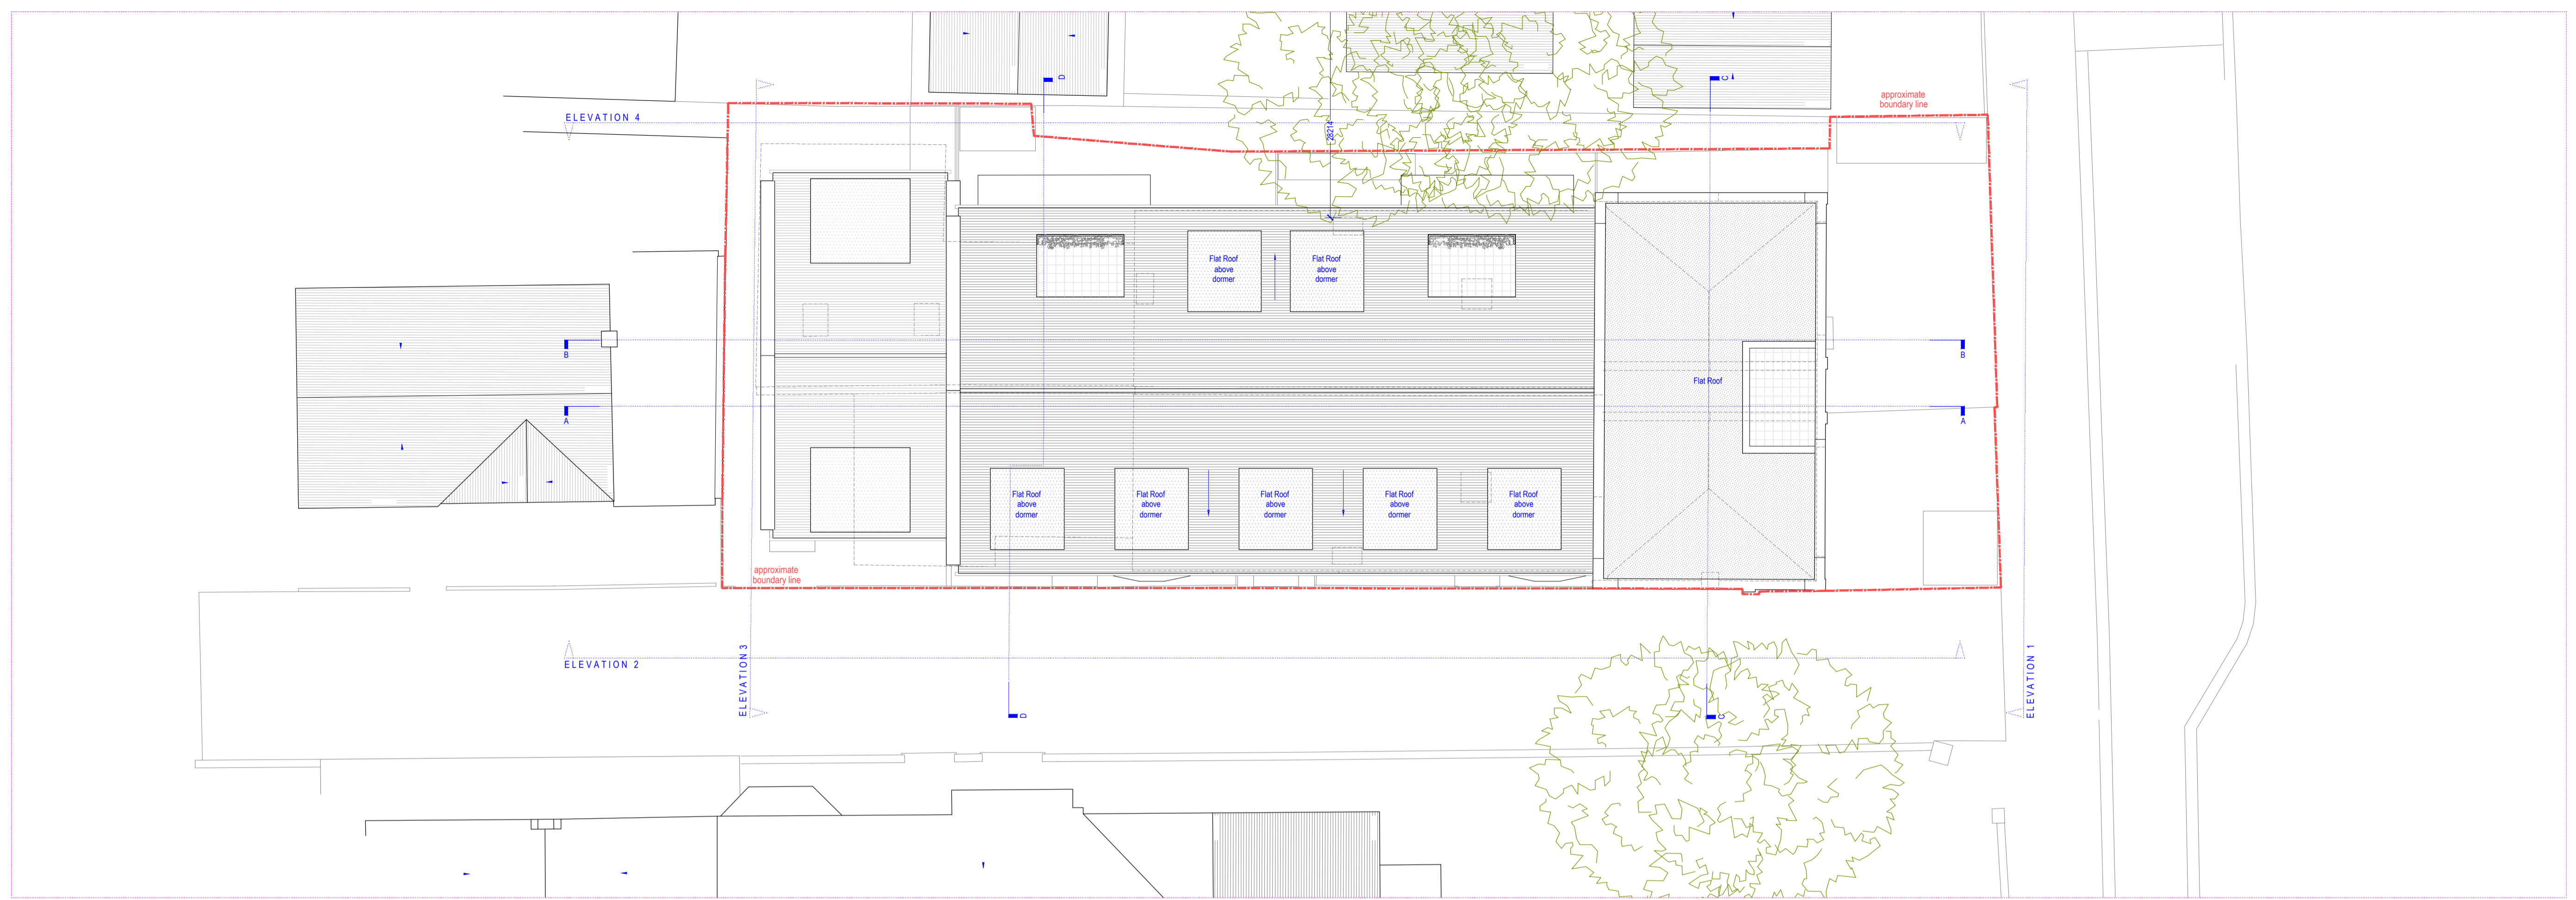 D
C
approximate
boundary line
ELEVATION 4
28214
Flat Roof
above
dormer
Flat Roof
above
dormer
B
B
Flat Roof
A
A
Flat Roof
above
dormer
Flat Roof
above
dormer
Flat Roof
above
dormer
Flat Roof
above
dormer
Flat Roof
above
dormer
approximate
boundary line
ELEVATION 2
ELEVATION 3
ELEVATION 1
D
C